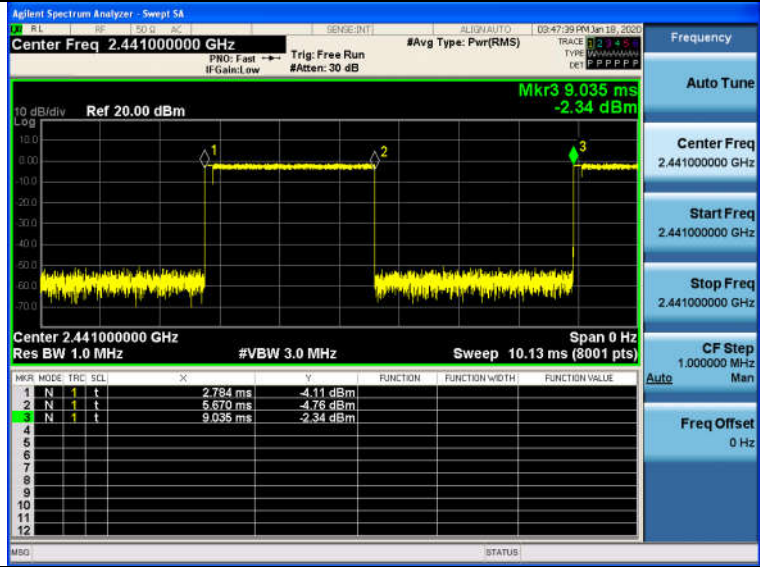 Agilent Spectrum Analyzer - Swept SA
RL RF 50 Ω AC SENSE:INT ALIGN AUTO 03:47:39 PM Jan 18, 2020
Center Freq 2.441000000 GHz
PNO: Fast
IFGain:Low
Trig: Free Run
#Atten: 30 dB
#Avg Type: Pwr(RMS)
TRACE 1 2 3 4 5 6
TYPE
DET P P P P P P
Mkr3 9.035 ms
-2.34 dBm
10 dB/div Ref 20.00 dBm
Log
10.0
0.00
-10.0
-20.0
-30.0
-40.0
-50.0
-60.0
-70.0
1
2
3
Center 2.441000000 GHz Span 0 Hz
Res BW 1.0 MHz #VBW 3.0 MHz Sweep 10.13 ms (8001 pts)
MKR MODE TRC SCL X Y FUNCTION FUNCTION WIDTH FUNCTION VALUE
1 N 1 t 2.784 ms -4.11 dBm
2 N 1 t 5.670 ms -4.76 dBm
3 N 1 t 9.035 ms -2.34 dBm
4
5
6
7
8
9
10
11
12
MSG STATUS
Frequency
Auto Tune
Center Freq
2.441000000 GHz
Start Freq
2.441000000 GHz
Stop Freq
2.441000000 GHz
CF Step
1.000000 MHz
Auto Man
Freq Offset
0 Hz